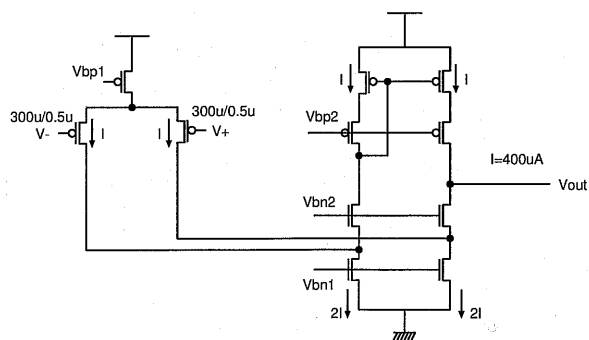 Vbp1
300u/0.5u
300u/0.5u
V-
I
I
V+
I
I
Vbp2
I=400uA
Vout
Vbn2
Vbn1
2I
2I